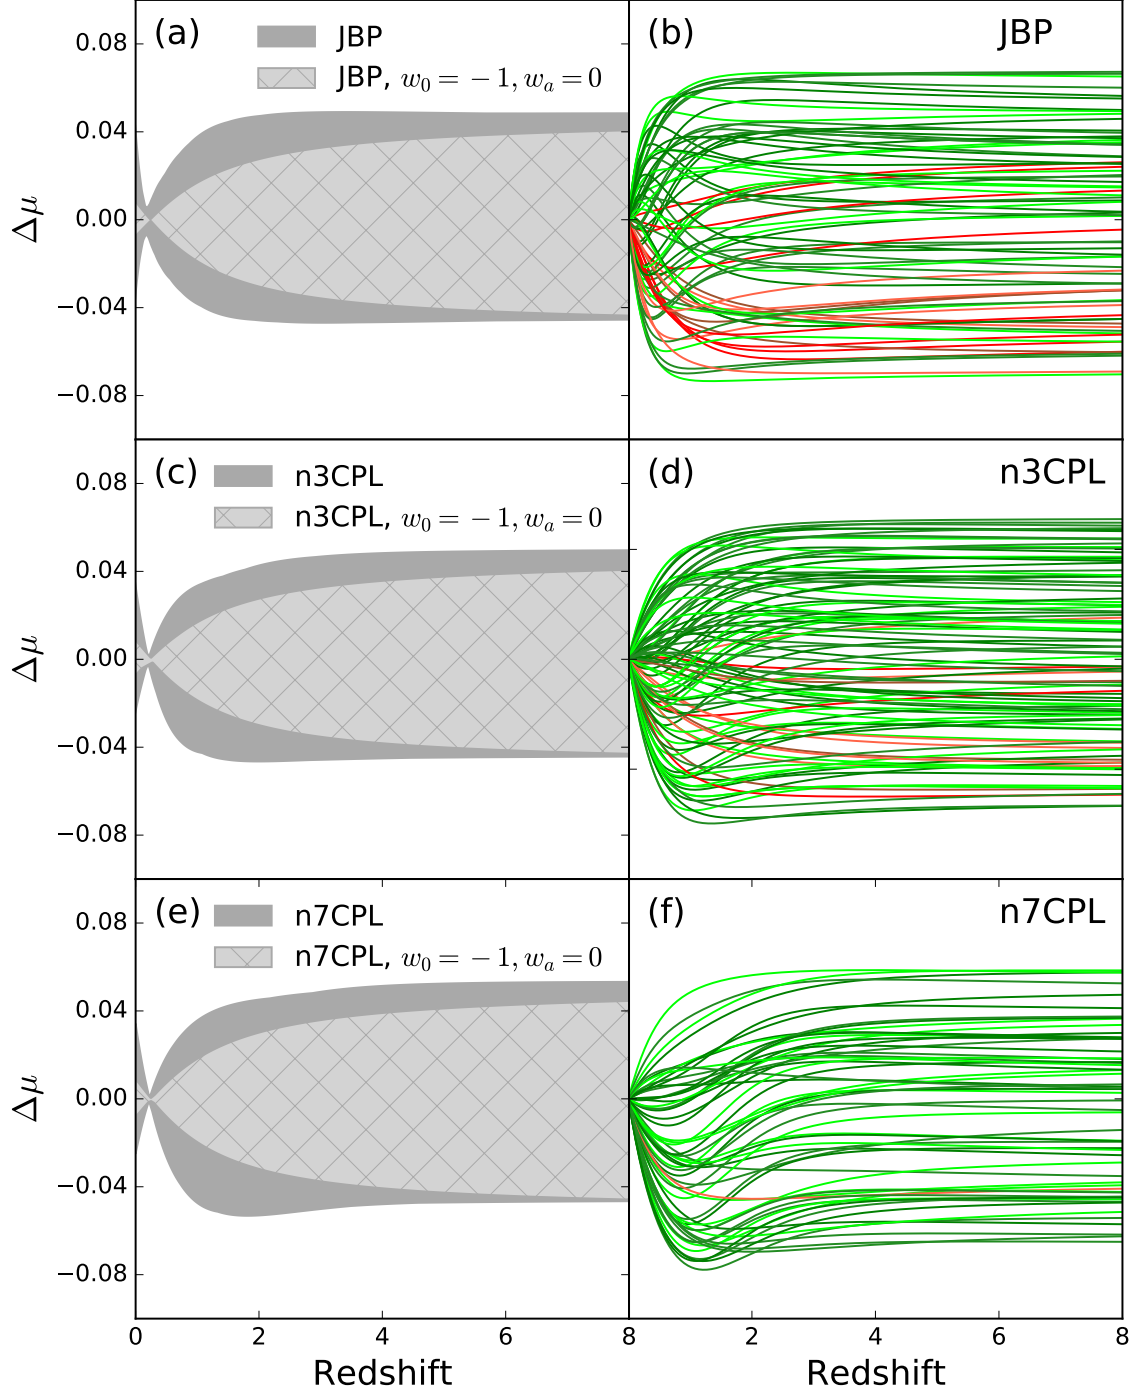 (a) JBP
JBP, w₀ = −1, wₐ = 0
(b) JBP
0.08
0.04
0.00
−0.04
−0.08
Δμ
(c) n3CPL
n3CPL, w₀ = −1, wₐ = 0
(d) n3CPL
0.08
0.04
0.00
−0.04
−0.08
Δμ
(e) n7CPL
n7CPL, w₀ = −1, wₐ = 0
(f) n7CPL
0.08
0.04
0.00
−0.04
−0.08
Δμ
0 2 4 6 8 2 4 6 8
Redshift Redshift